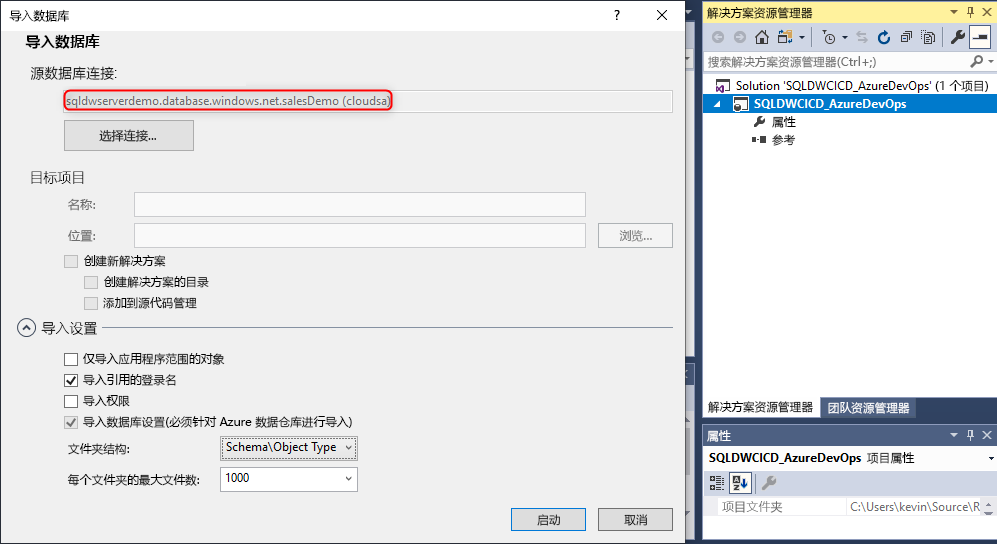 导入数据库
?
导入数据库
源数据库连接:
sqldwserverdemo.database.windows.net.salesDemo (cloudsa)
选择连接...
目标项目
名称:
位置:
浏览...
创建新解决方案
创建解决方案的目录
添加到源代码管理
导入设置
仅导入应用程序范围的对象
导入引用的登录名
导入权限
导入数据库设置(必须针对 Azure 数据仓库进行导入)
文件夹结构:
Schema\Object Type
每个文件夹的最大文件数:
1000
启动
取消
解决方案资源管理器
搜索解决方案资源管理器(Ctrl+;)
Solution 'SQLDWCICD_AzureDevOps' (1 个项目)
SQLDWCICD_AzureDevOps
属性
参考
解决方案资源管理器
团队资源管理器
属性
SQLDWCICD_AzureDevOps 项目属性
项目文件夹
C:\Users\kevin\Source\R